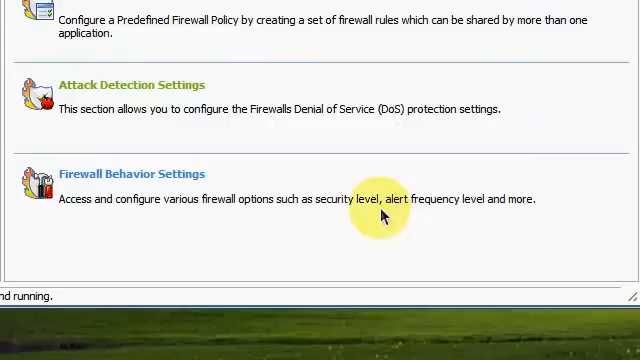 Configure a Predefined Firewall Policy by creating a set of firewall rules which can be shared by more than one
application.
Attack Detection Settings
This section allows you to configure the Firewalls Denial of Service (DoS) protection settings.
Firewall Behavior Settings
Access and configure various firewall options such as security level, alert frequency level and more.
nd running.